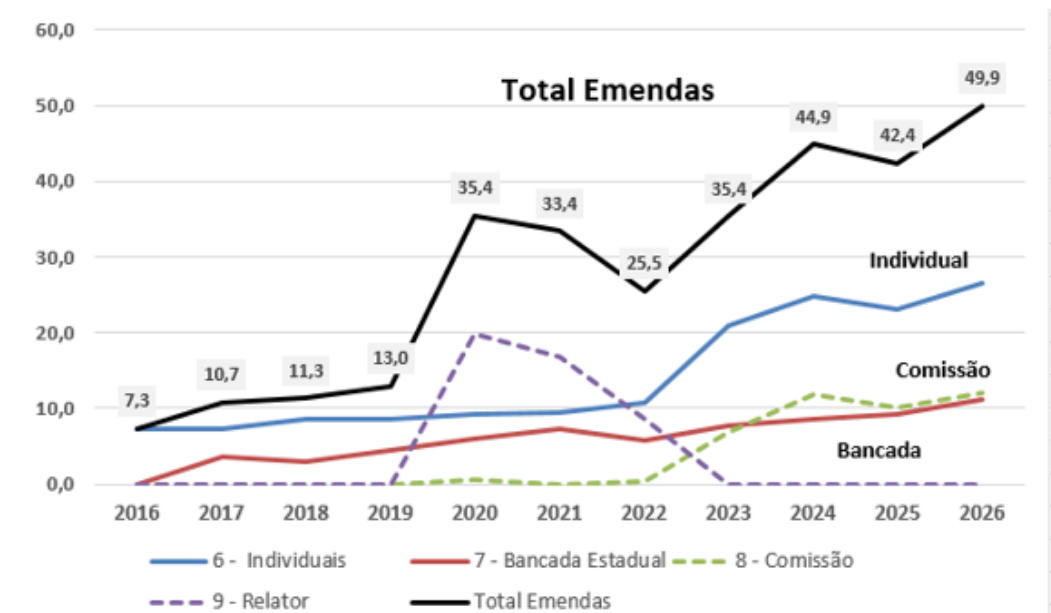 60,0
Total Emendas
49,9
50,0
44,9
42,4
40,0
35,4
33,4
35,4
30,0
25,5
Individual
20,0
13,0
Comissão
11,3
10,7
10,0
7,3
Bancada
0,0
2016 2017 2018 2019 2020 2021 2022 2023 2024 2025 2026
6 - Individuais 7 - Bancada Estadual 8 - Comissão
9 - Relator Total Emendas